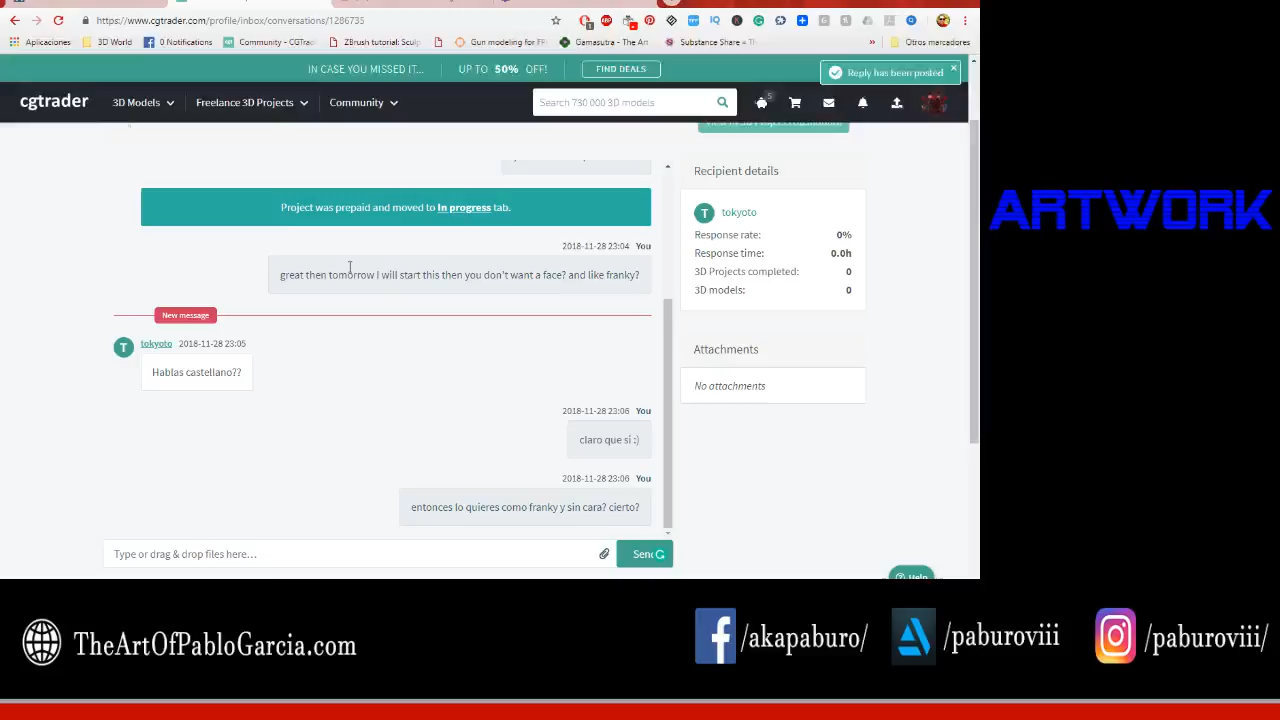 https://www.cgtrader.com/profile/inbox/conversations/1286735
Aplicaciones 3D World 0 Notifications Community - CGTrad ZBrush tutorial: Sculp Gun modeling for FP Gamasutra - The Art Substance Share = Th » Otros marcadores
IN CASE YOU MISSED IT... UP TO 50% OFF! FIND DEALS
Reply has been posted ×
cgtrader 3D Models Freelance 3D Projects Community Search 730 000 3D models 5
Recipient details
T tokyoto
Response rate: 0%
Response time: 0.0h
3D Projects completed: 0
3D models: 0
Attachments
No attachments
Project was prepaid and moved to In progress tab.
2018-11-28 23:04 You
great then tomorrow I will start this then you don't want a face? and like franky?
New message
T tokyoto 2018-11-28 23:05
Hablas castellano??
2018-11-28 23:06 You
claro que sí :)
2018-11-28 23:06 You
entonces lo quieres como franky y sin cara? cierto?
Type or drag & drop files here...
Send
Help
ARTWORK
TheArtOfPabloGarcia.com
/akapaburo/
/paburoviii
/paburoviii/